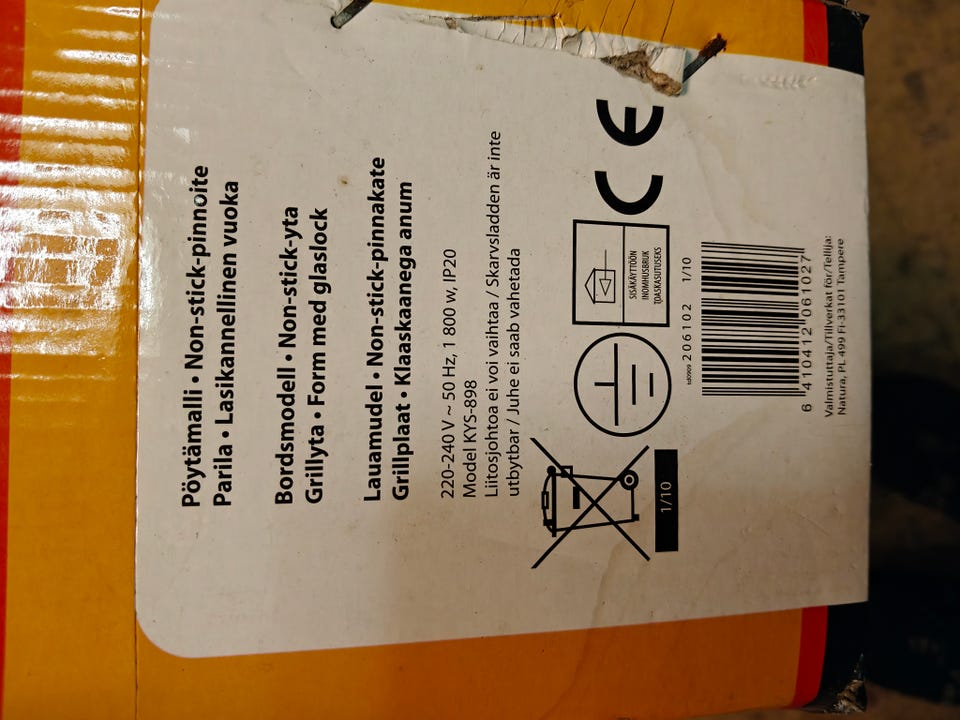 Pöytämalli • Non-stick-pinnoite
Parila • Lasikannellinen vuoka
Bordsmodell • Non-stick-yta
Grillyta • Form med glaslock
Lauamudel • Non-stick-pinnakate
Grillplaat • Klaaskaanega anum
220-240 V ~ 50 Hz, 1 800 w, IP20
Model KYS-898
Liitosjohtoa ei voi vaihtaa / Skarvsladden är inte
utbytbar / Juhe ei saab vahetada
1/10
SISÄKÄYTTÖÖN
INOMHUSBRUK
TOASKASUTUSEKS
CE
206102 1/10
6 410412 061027
Valmistuttaja/Tillverkat för/Tellija:
Natura, PL 499 FI-33101 Tampere